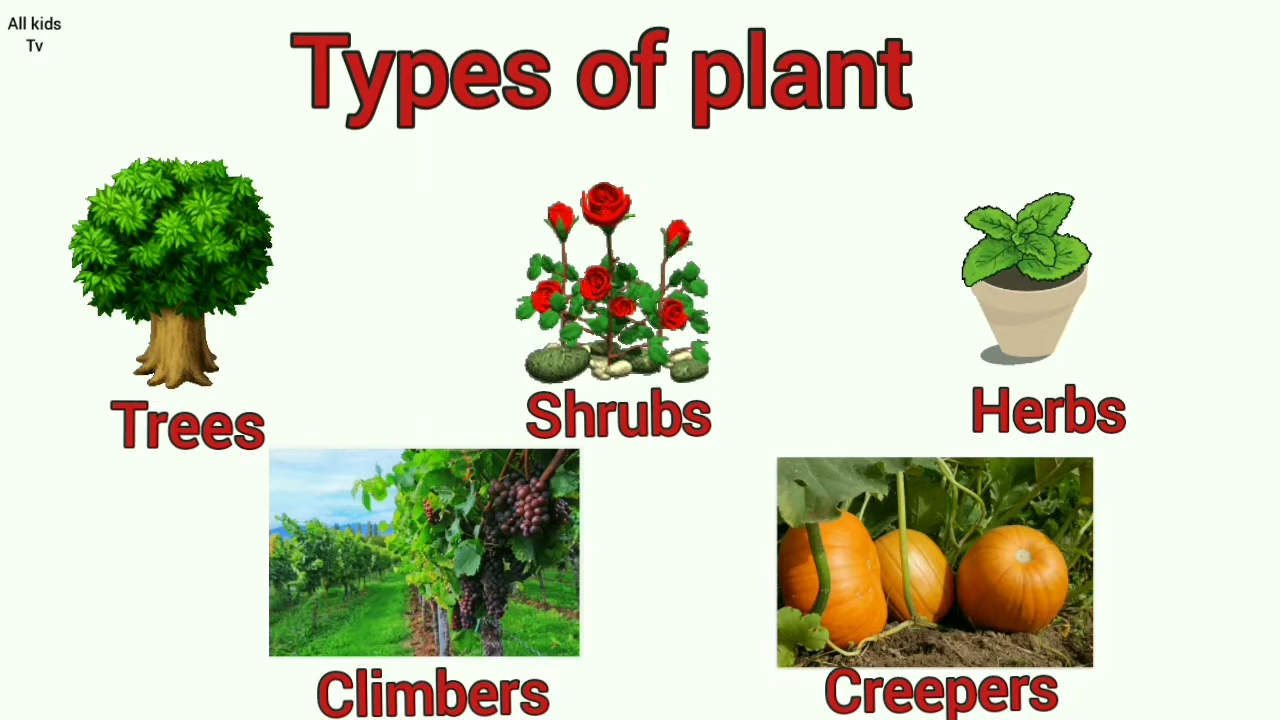 All kids
Tv
Types of plant
Trees
Shrubs
Herbs
Climbers
Creepers